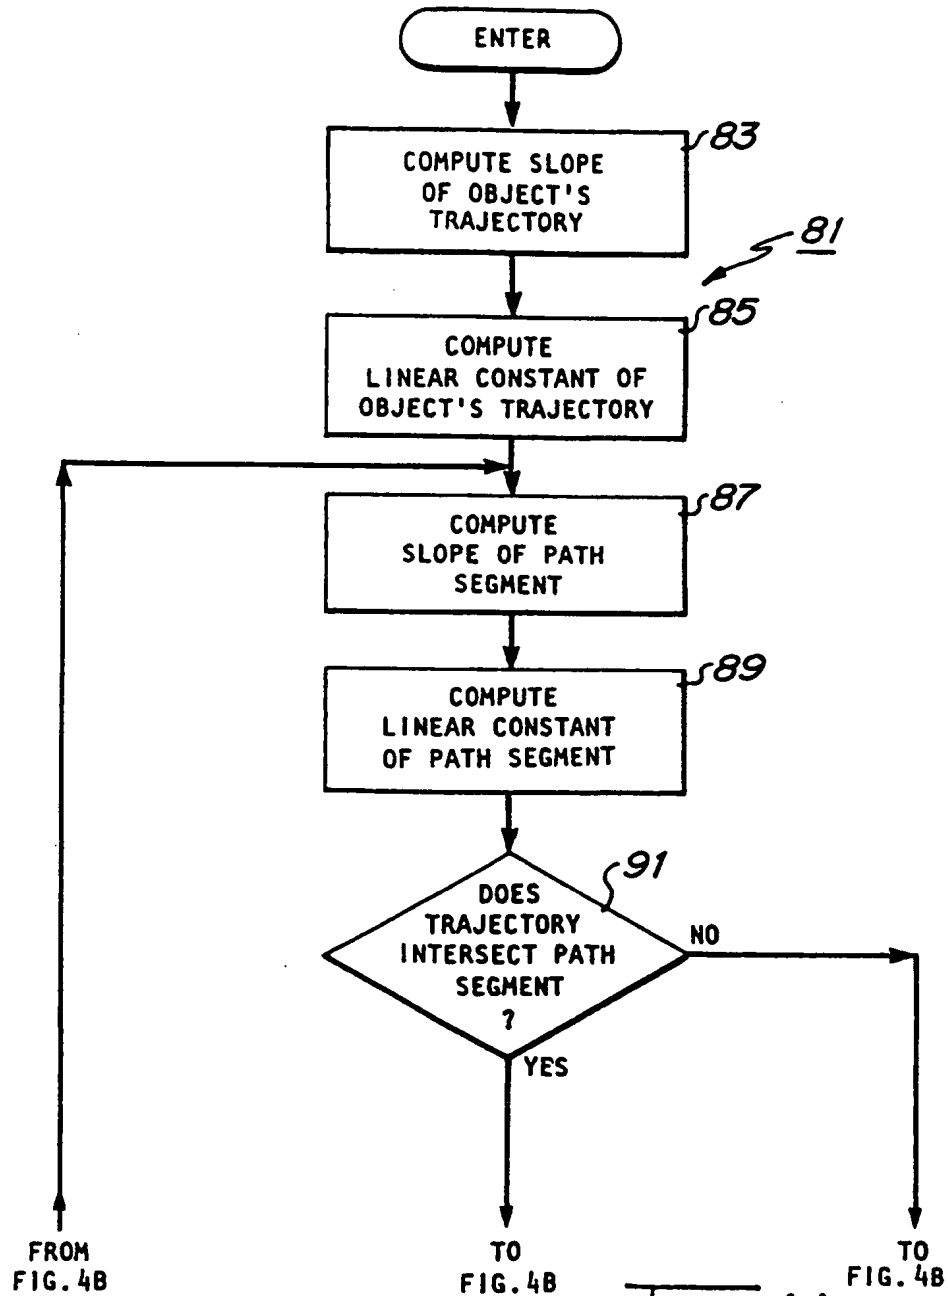 ENTER
83
COMPUTE SLOPE
OF OBJECT'S
TRAJECTORY
81
85
COMPUTE
LINEAR CONSTANT OF
OBJECT'S TRAJECTORY
87
COMPUTE
SLOPE OF PATH
SEGMENT
89
COMPUTE
LINEAR CONSTANT
OF PATH SEGMENT
91
DOES
TRAJECTORY
INTERSECT PATH
SEGMENT
?
NO
YES
FROM
FIG.4B
TO
FIG.4B
TO
FIG.4B